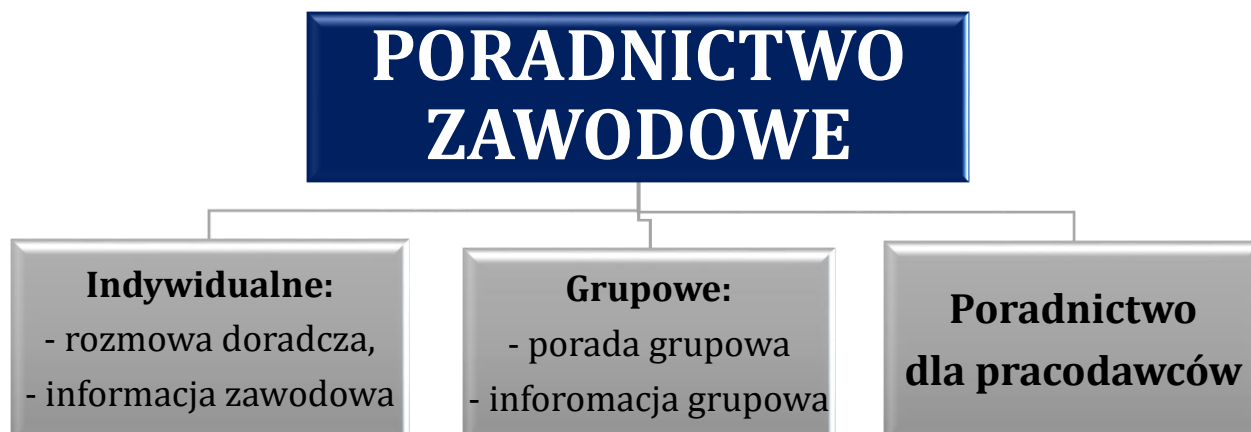 PORADNICTWO
ZAWODOWE
Indywidualne:
- rozmowa doradcza,
- informacja zawodowa
Grupowe:
- porada grupowa
- inforomacja grupowa
Poradnictwo
dla pracodawców